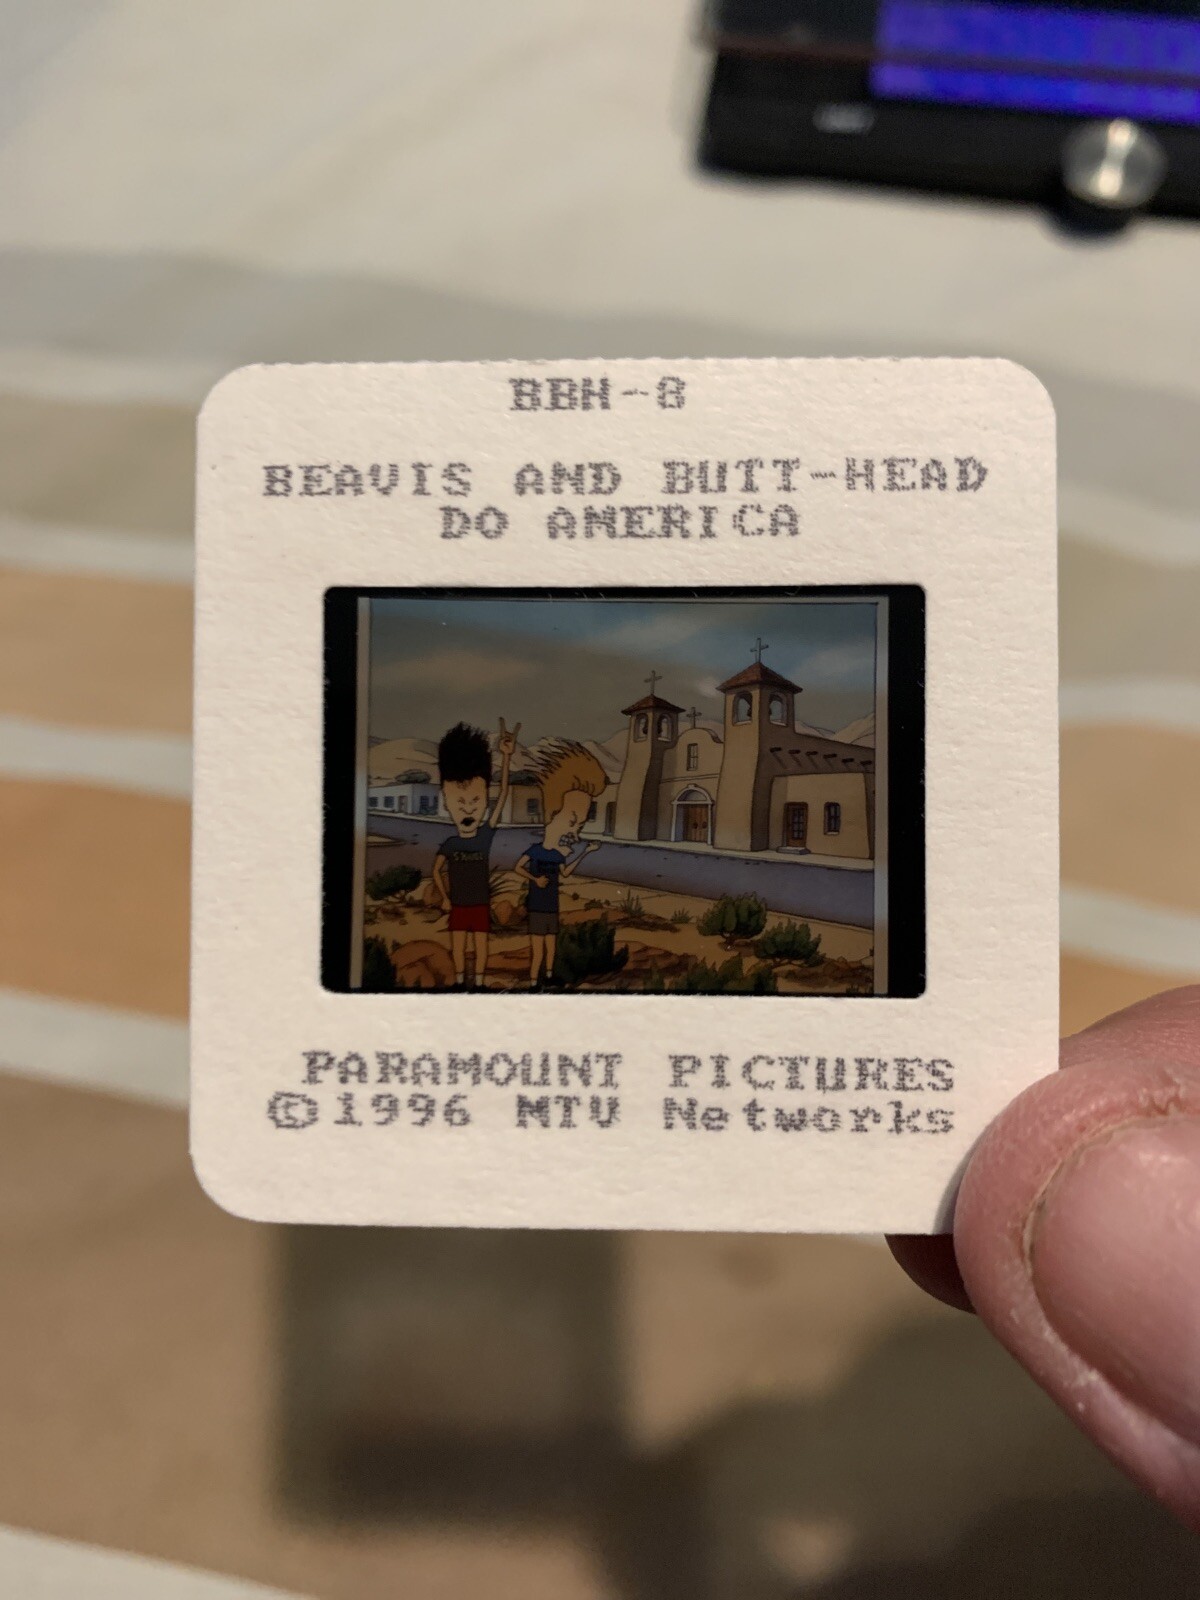 BBH-8
BEAVIS AND BUTT-HEAD
DO AMERICA
PARAMOUNT PICTURES
©1996 MTV Networks